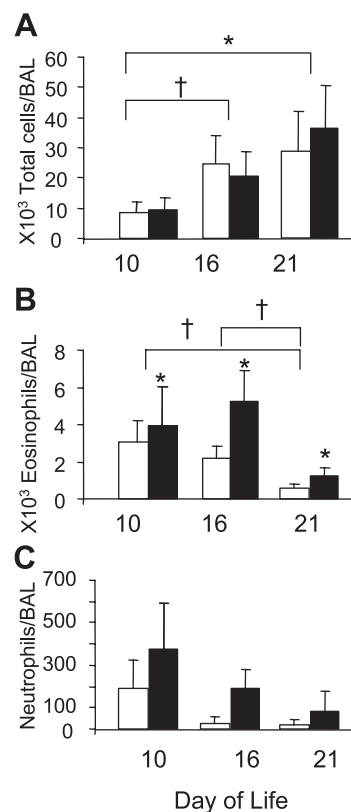 A
X10³ Total cells/BAL
60
50
40
30
20
10
0
*
†
10 16 21
B
X10³ Eosinophils/BAL
8
6
4
2
0
†
†
* * *
10 16 21
C
Neutrophils/BAL
700
500
300
100
0
10 16 21
Day of Life